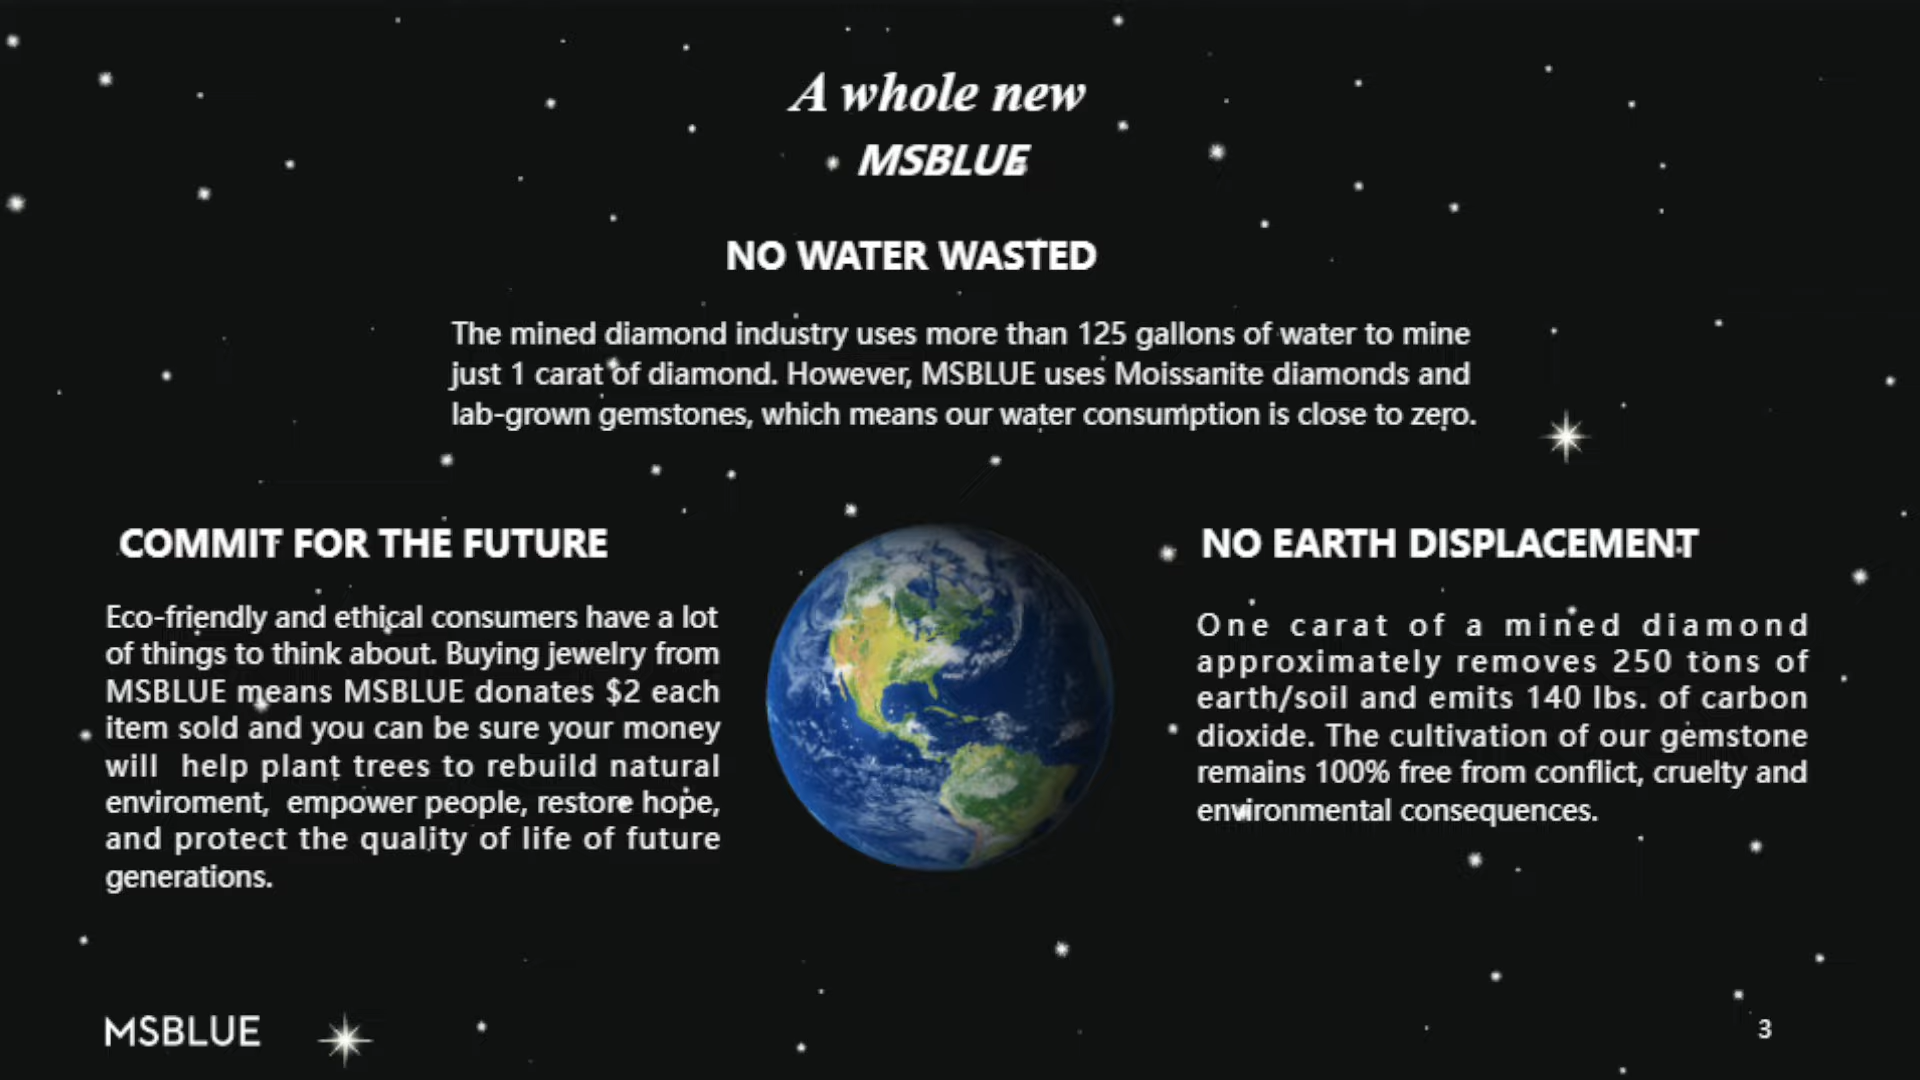 A whole new
MSBLUE
NO WATER WASTED
The mined diamond industry uses more than 125 gallons of water to mine
just 1 carat of diamond. However, MSBLUE uses Moissanite diamonds and
lab-grown gemstones, which means our water consumption is close to zero.
COMMIT FOR THE FUTURE
Eco-friendly and ethical consumers have a lot
of things to think about. Buying jewelry from
MSBLUE means MSBLUE donates $2 each
item sold and you can be sure your money
will help plant trees to rebuild natural
enviroment, empower people, restore hope,
and protect the quality of life of future
generations.
NO EARTH DISPLACEMENT
One carat of a mined diamond
approximately removes 250 tons of
earth/soil and emits 140 lbs. of carbon
dioxide. The cultivation of our gemstone
remains 100% free from conflict, cruelty and
environmental consequences.
MSBLUE
3